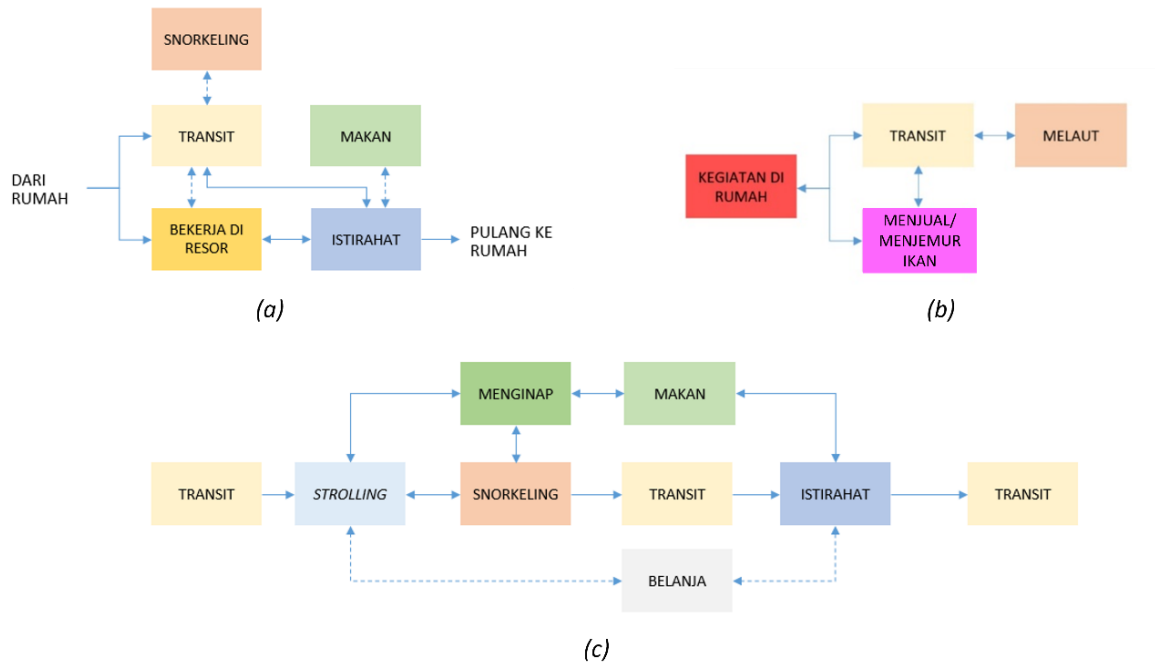 SNORKELING
TRANSIT
MAKAN
DARI
RUMAH
BEKERJA DI
RESOR
ISTIRAHAT
PULANG KE
RUMAH
(a)
TRANSIT
MELAUT
KEGIATAN DI
RUMAH
MENJUAL/
MENJEMUR
IKAN
(b)
MENGINAP
MAKAN
TRANSIT
STROLLING
SNORKELING
TRANSIT
ISTIRAHAT
TRANSIT
BELANJA
(c)